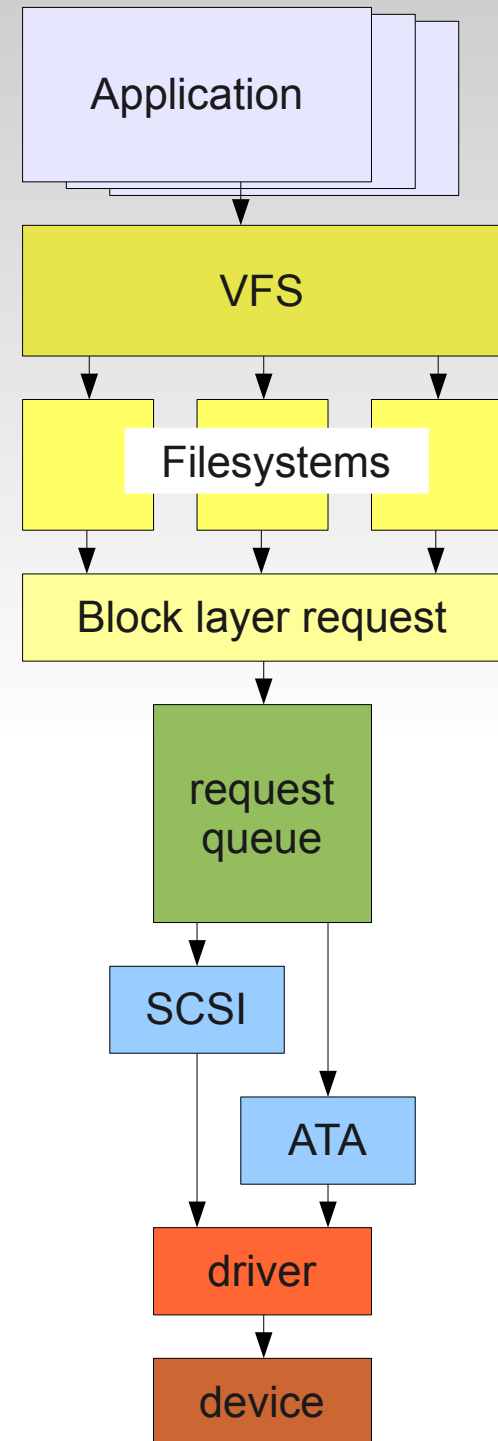 Application
VFS
Filesystems
Block layer request
request
queue
SCSI
ATA
driver
device